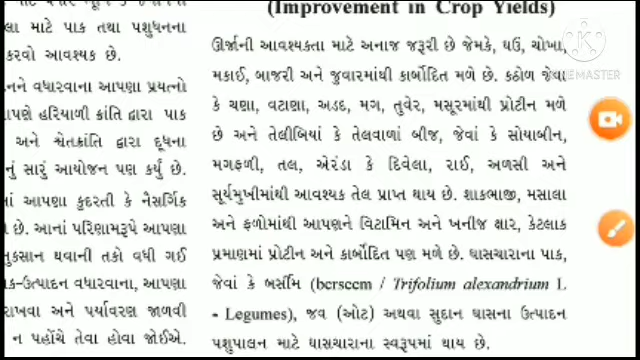 લા માટે પાક તથા પશુધનના
કરવો આવશ્યક છે.
નને વધારવાના આપણા પ્રયત્નો
ાપણે હરિયાળી ક્રાંતિ દ્વારા પાક
અને શ્વેતક્રાંતિ દ્વારા દૂધના
નું સારું આયોજન પણ કર્યું છે.
ાં આપણા કુદરતી કે નૈસર્ગિક
છે. આનાં પરિણામરૂપે આપણા
નુકસાન થવાની તકો વધી ગઈ
ક-ઉત્પાદન વધારવાના, આપણા
રાખવા અને પર્યાવરણ જાળવી
ન પહોંચે તેવા હોવા જોઈએ.
(Improvement in Crop Yields)
ઊર્જાની આવશ્યકતા માટે અનાજ જરૂરી છે જેમકે, ઘઉં, ચોખા,
મકાઈ, બાજરી અને જુવારમાંથી કાર્બોદિત મળે છે. કઠોળ જેવા
કે ચણા, વટાણા, અડદ, મગ, તુવેર, મસૂરમાંથી પ્રોટીન મળે
છે અને તેલીબિયાં કે તેલવાળાં બીજ, જેવાં કે સોયાબીન,
મગફળી, તલ, એરંડા કે દિવેલા, રાઈ, અળસી અને
સૂર્યમુખીમાંથી આવશ્યક તેલ પ્રાપ્ત થાય છે. શાકભાજી, મસાલા
અને ફળોમાંથી આપણને વિટામિન અને ખનીજ ક્ષાર, કેટલાક
પ્રમાણમાં પ્રોટીન અને કાર્બોદિત પણ મળે છે. ઘાસચારાના પાક,
જેવાં કે બર્સીમ (berseem / Trifolium alexandrium L
- Legumes), જવ (ઓટ) અથવા સુદાન ઘાસના ઉત્પાદન
પશુપાલન માટે ઘાસચારાના સ્વરૂપમાં થાય છે.